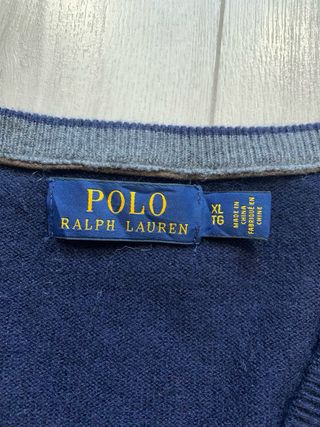 POLO
RALPH LAUREN
XL
TG
MADE IN
CHINA
FABRIQUÉ EN
CHINE